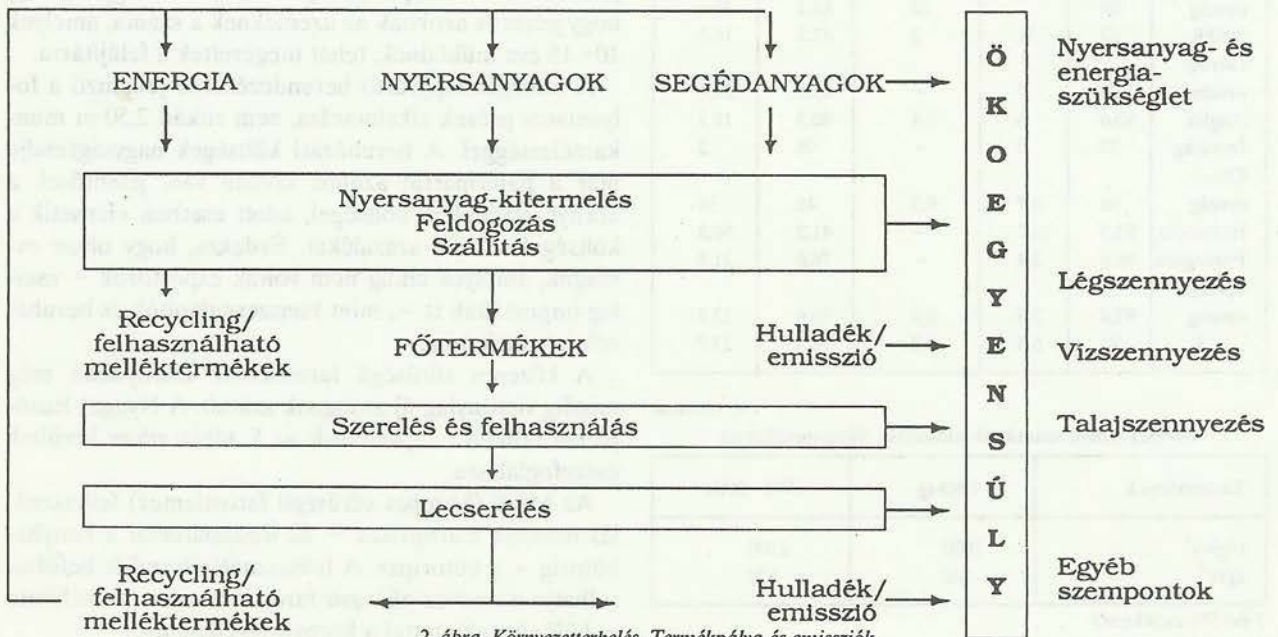 ENERGIA
NYERSANYAGOK
SEGÉDANYAGOK
Nyersanyag-kitermelés
Feldogozás
Szállítás
Recycling/
felhasználható
melléktermékek
FŐTERMÉKEK
Hulladék/
emisszió
Szerelés és felhasználás
Lecserélés
Recycling/
felhasználható
melléktermékek
Hulladék/
emisszió
Ö
K
O
E
G
Y
E
N
S
Ú
L
Y
Nyersanyag- és
energia-
szükséglet
Légszennyezés
Vízszennyezés
Talajszennyezés
Egyéb
szempontok
2. ábra. Környezetterhelés. Termékpálya és emissziók